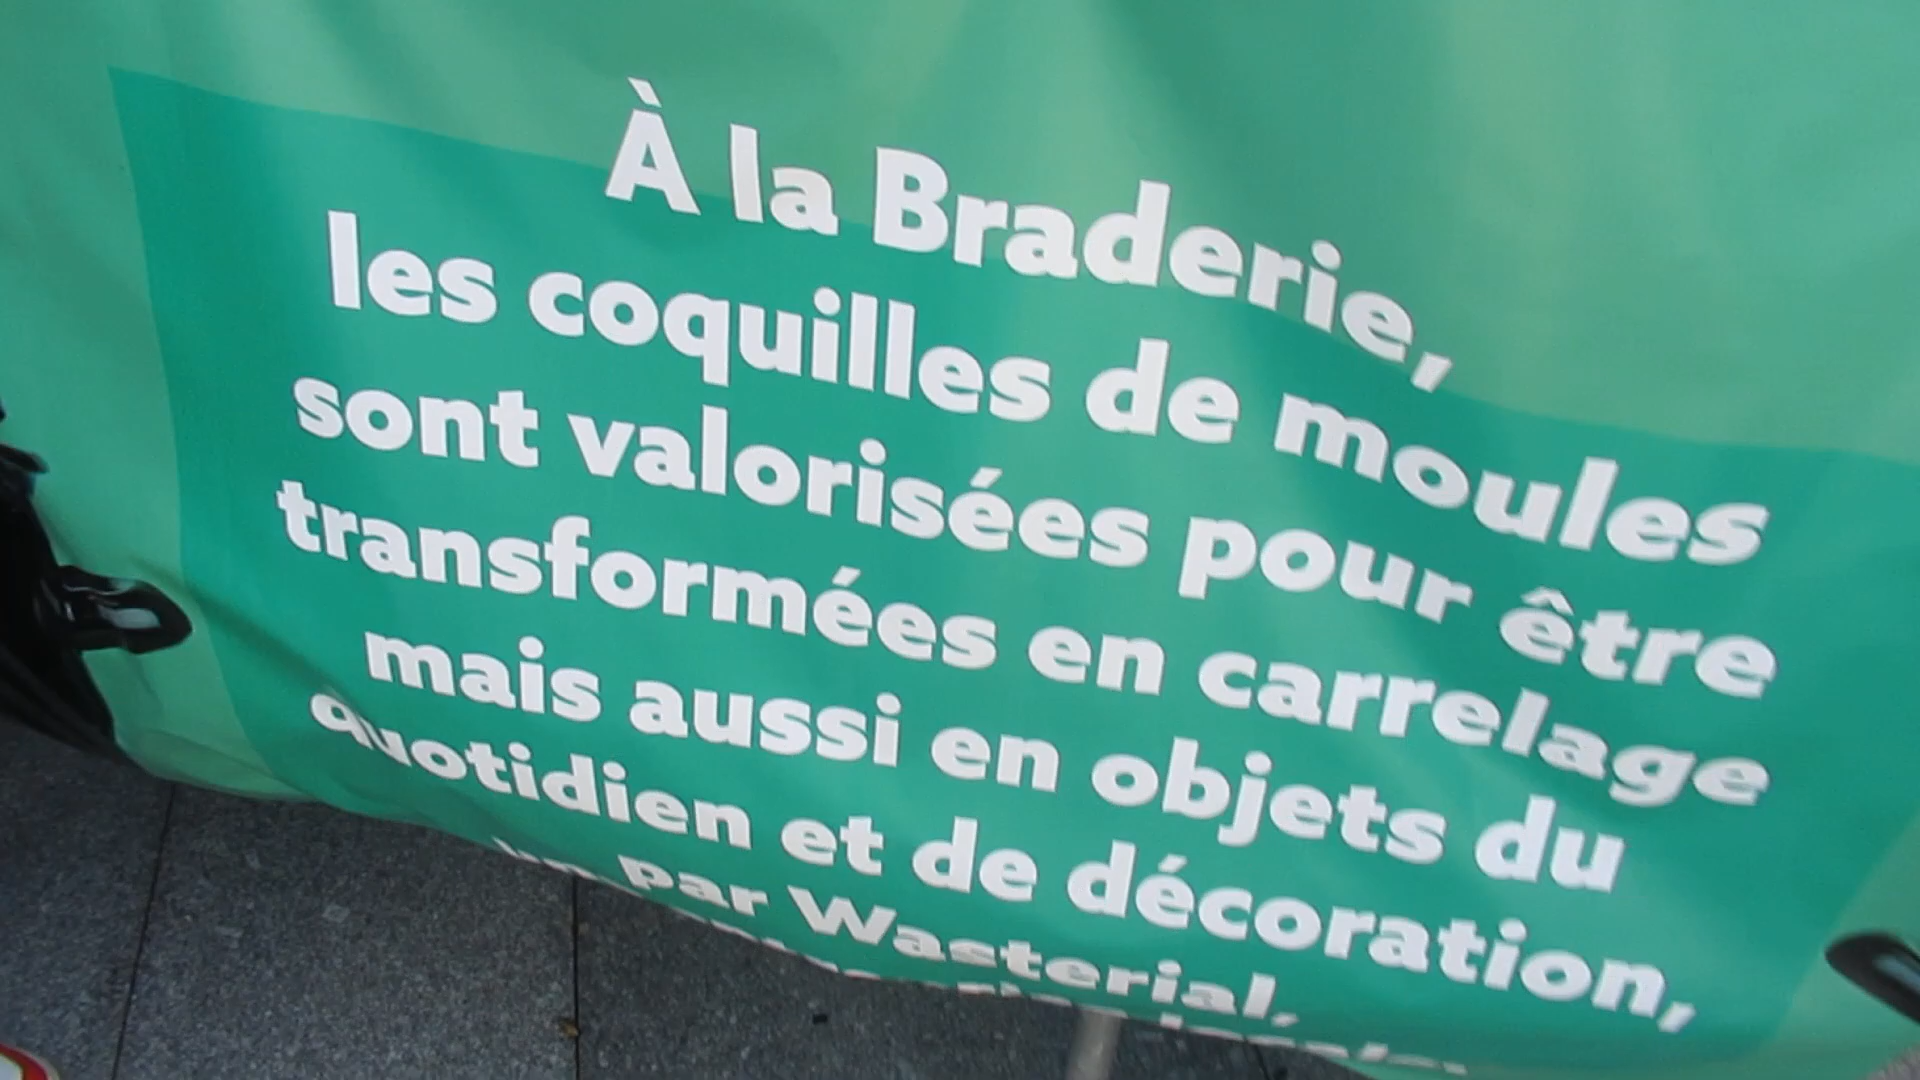 À la Braderie,
les coquilles de moules
sont valorisées pour être
transformées en carrelage
mais aussi en objets du
quotidien et de décoration,
par Wasterial,